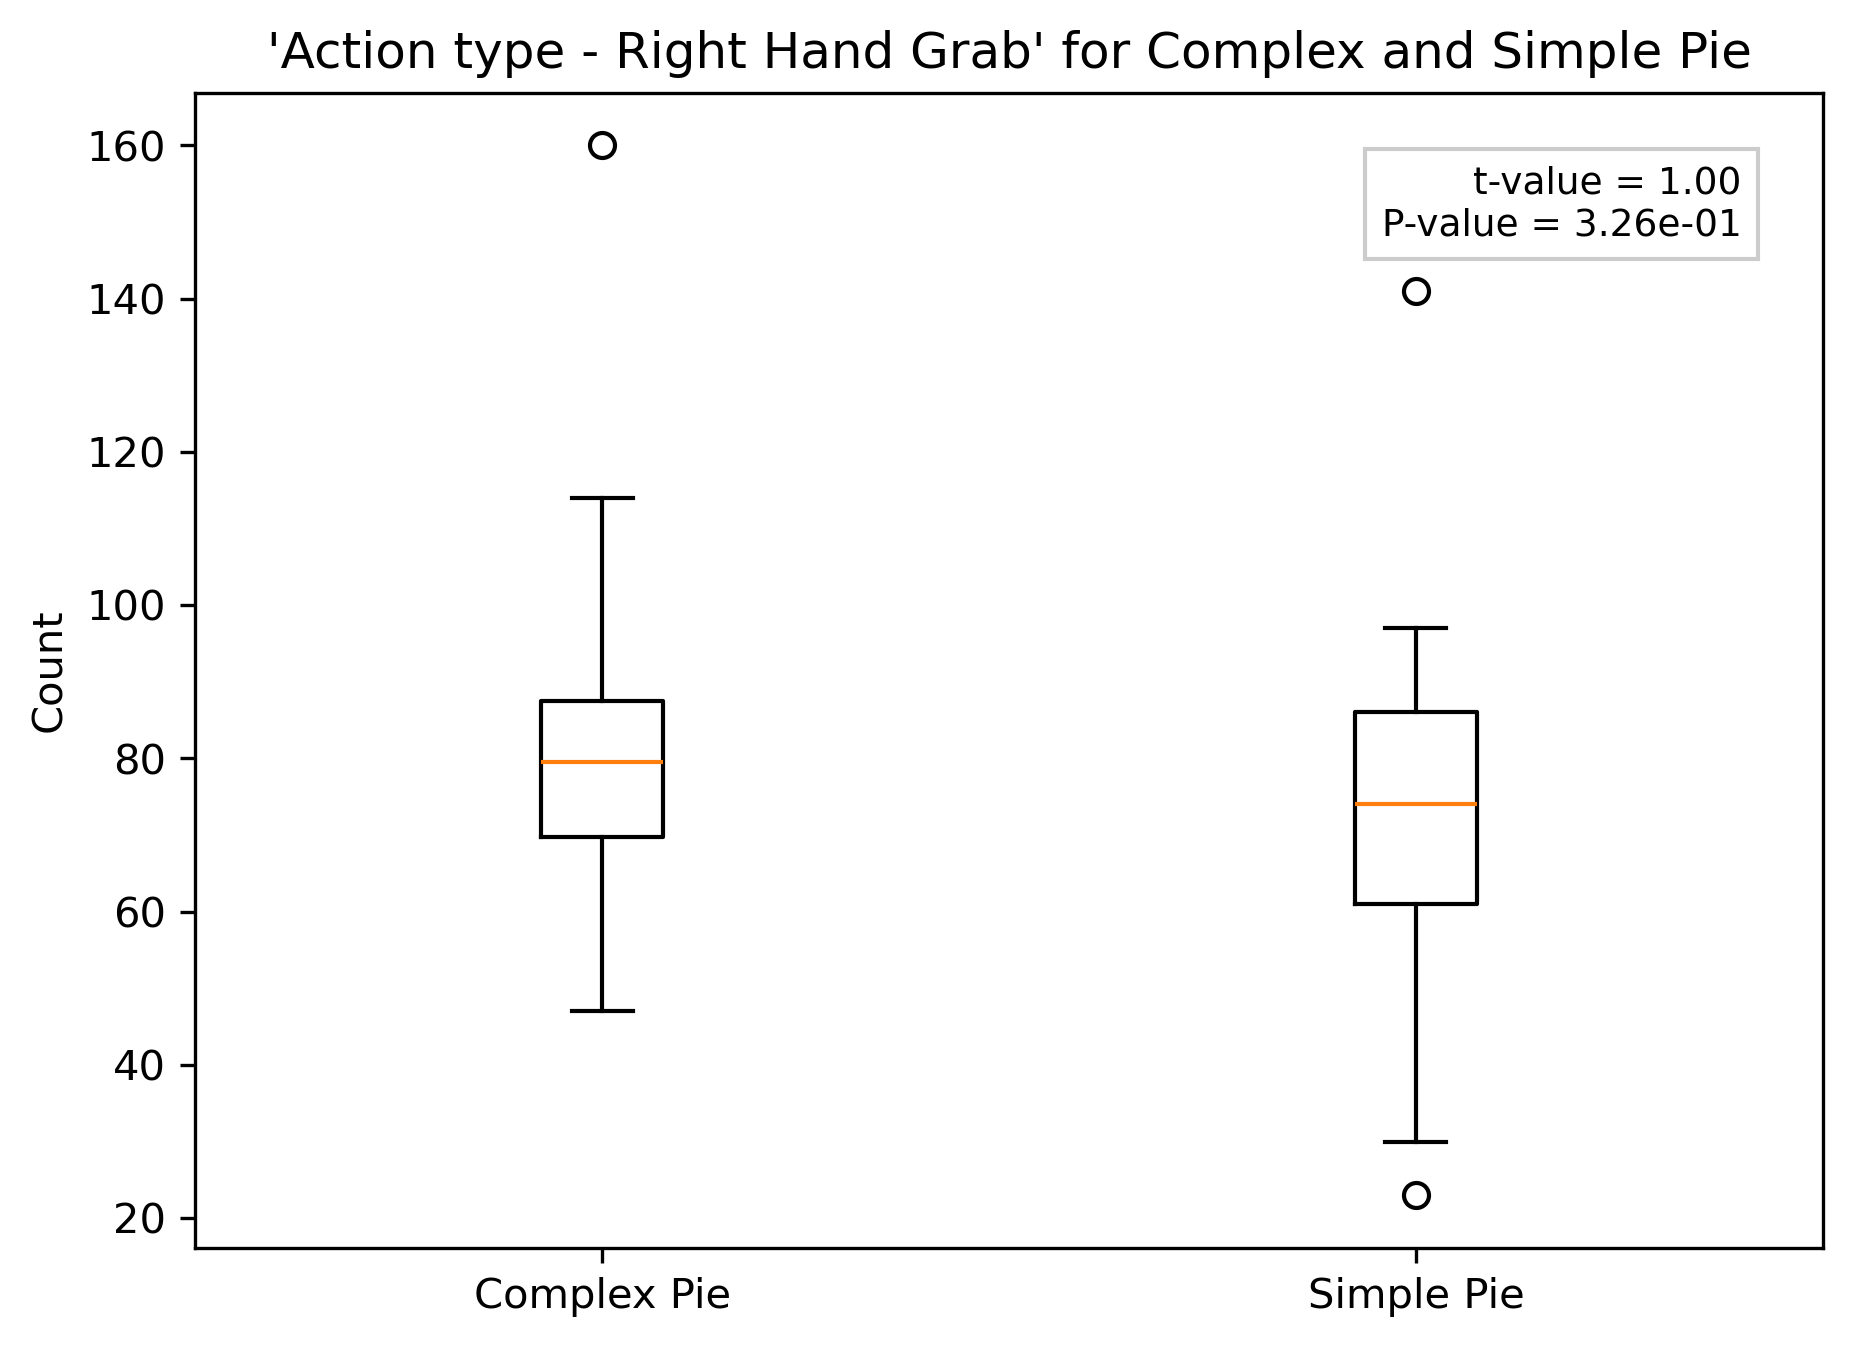 'Action type - Right Hand Grab' for Complex and Simple Pie
t-value = 1.00
P-value = 3.26e-01
Count
160
140
120
100
80
60
40
20
Complex Pie
Simple Pie